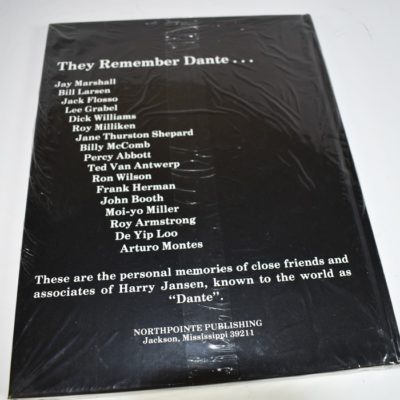 They Remember Dante . . .
Jay Marshall
Bill Larsen
Jack Flosso
Lee Grabel
Dick Williams
Roy Milliken
Jane Thurston Shepard
Billy McComb
Percy Abbott
Ted Van Antwerp
Ron Wilson
Frank Herman
John Booth
Moi-yo Miller
Roy Armstrong
De Yip Loo
Arturo Montes
These are the personal memories of close friends and
associates of Harry Jansen, known to the world as
“Dante”.
NORTHPOINTE PUBLISHING
Jackson, Mississippi 39211